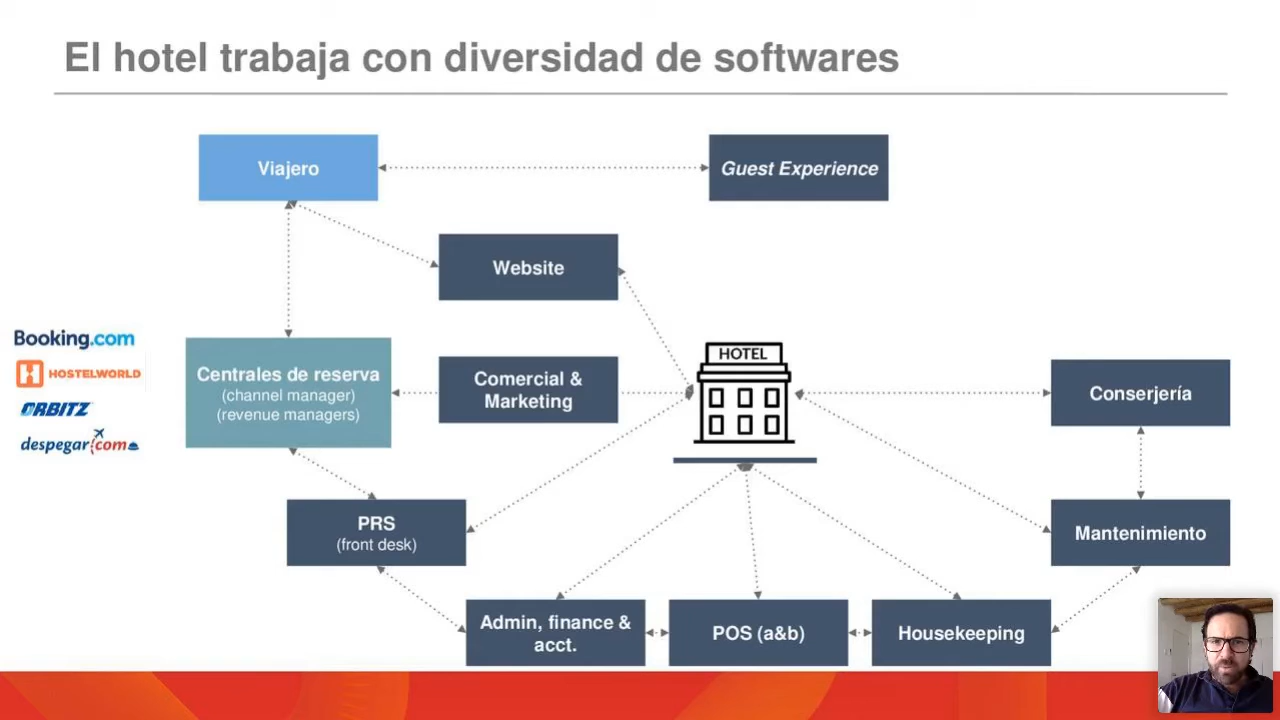 El hotel trabaja con diversidad de softwares
Viajero
Guest Experience
Website
Booking.com
HOSTELWORLD
ORBITZ
despegar.com
Centrales de reserva
(channel manager)
(revenue managers)
Comercial &
Marketing
HOTEL
Conserjería
PRS
(front desk)
Mantenimiento
Admin, finance &
acct.
POS (a&b)
Housekeeping